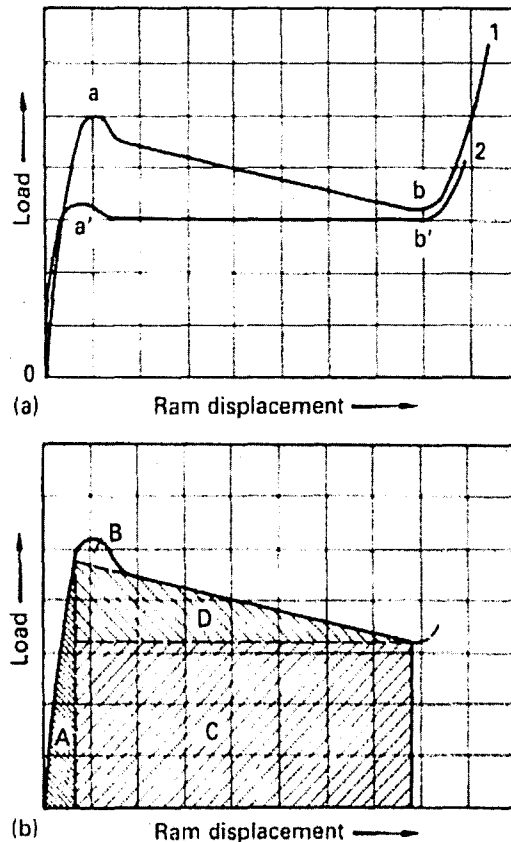 1
a
2
b
a'
b'
Load
0
(a) Ram displacement
B
D
Load
A
C
(b) Ram displacement